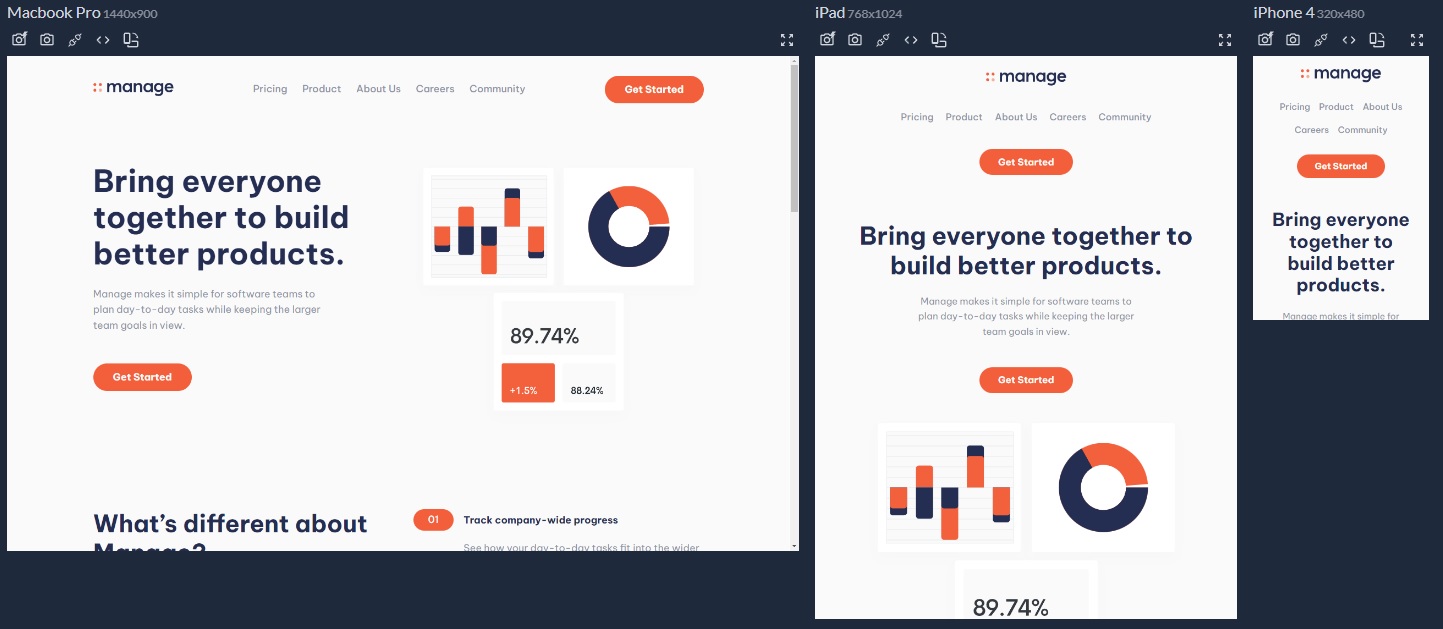 Macbook Pro 1440x900
manage
Pricing Product About Us Careers Community
Get Started
Bring everyone
together to build
better products.
Manage makes it simple for software teams to
plan day-to-day tasks while keeping the larger
team goals in view.
Get Started
89.74%
+1.5%
88.24%
What's different about
Manage?
01
Track company-wide progress
See how your day-to-day tasks fit into the wider
iPad 768x1024
manage
Pricing Product About Us Careers Community
Get Started
Bring everyone together to
build better products.
Manage makes it simple for software teams to
plan day-to-day tasks while keeping the larger
team goals in view.
Get Started
89.74%
iPhone 4 320x480
manage
Pricing Product About Us
Careers Community
Get Started
Bring everyone
together to
build better
products.
Manage makes it simple for